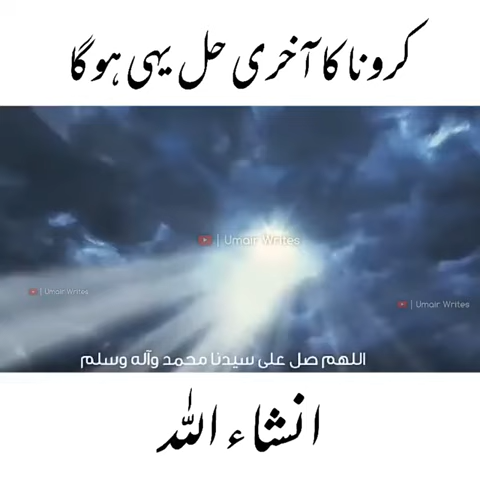 کرونا کا آخری حل یہی ہوگا
Umair Writes
Umair Writes
Umair Writes
اللهم صل على سيدنا محمد وآله وسلم
انشاء اللہ